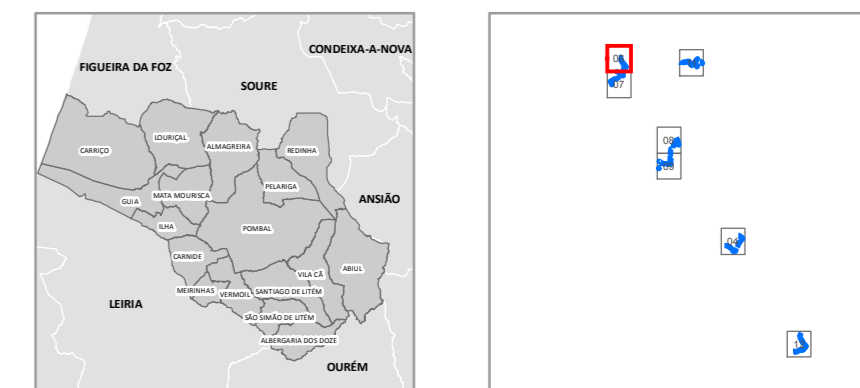 CONDEIXA-A-NOVA
FIGUEIRA DA FOZ
SOURE
LOURIÇAL
ALMAGREIRA
CARRIÇO
REDINHA
PELARIGA
MATA MOURISCA
ANSIÃO
GUIA
ILHA
POMBAL
CARNIDE
VILA CÃ
ABIUL
MEIRINHAS
VERMOIL
SANTIAGO DE LITÉM
LEIRIA
SÃO SIMÃO DE LITÉM
ALBERGARIA DOS DOZE
OURÉM
07
08
09
04